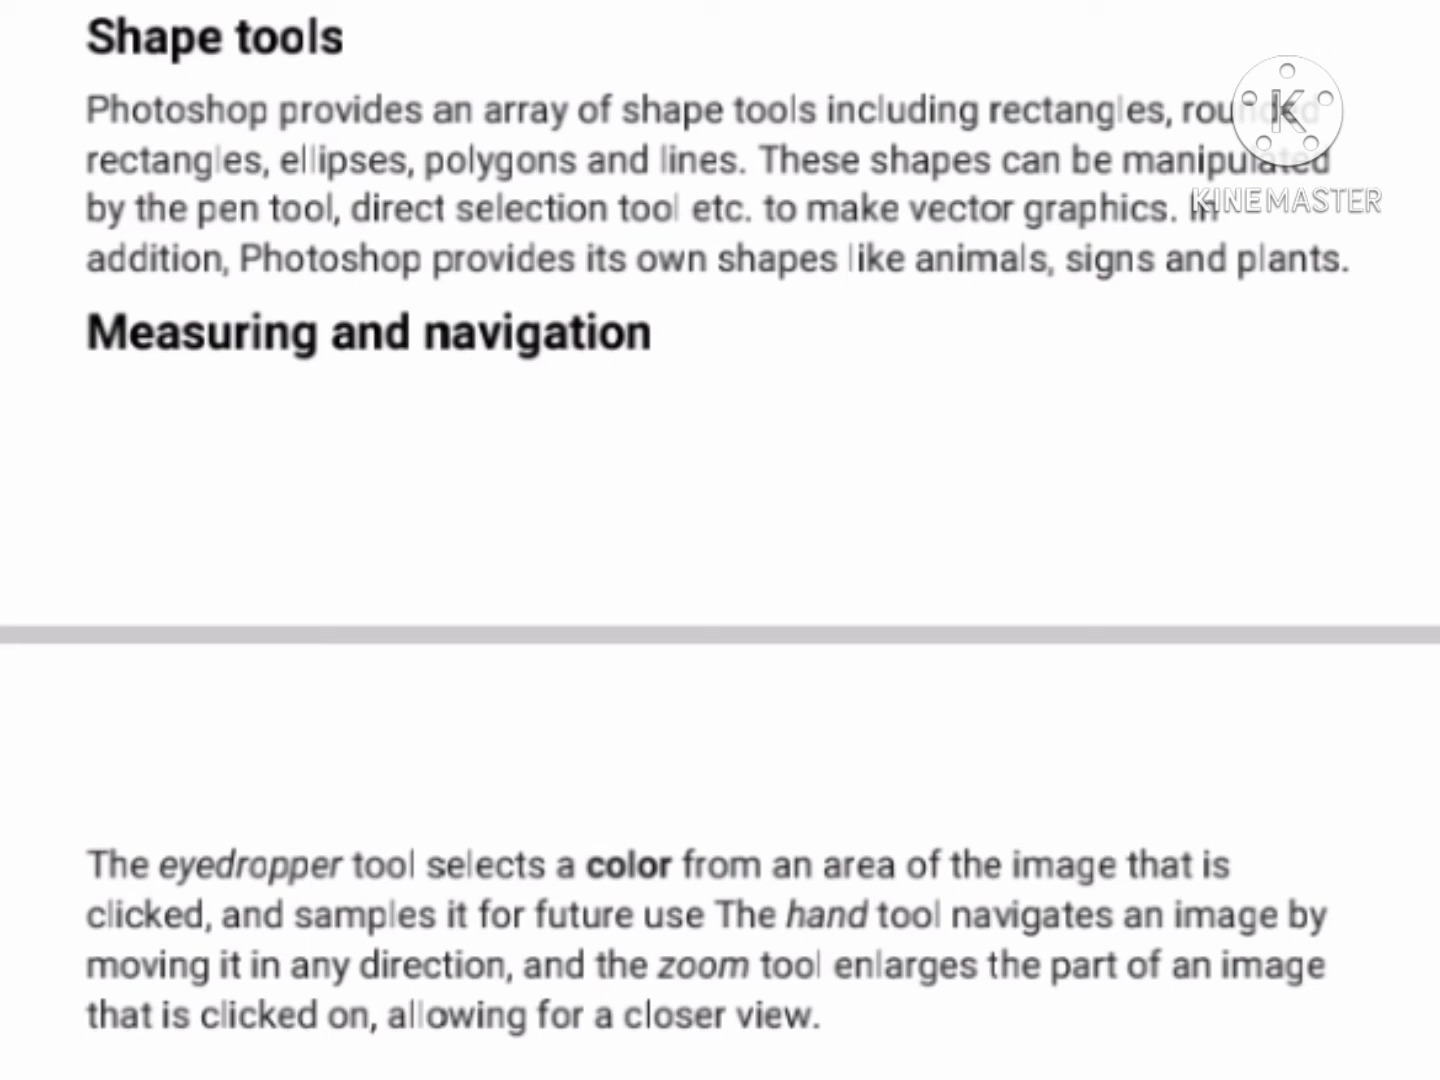 Shape tools
Photoshop provides an array of shape tools including rectangles, rounded
rectangles, ellipses, polygons and lines. These shapes can be manipulated
by the pen tool, direct selection tool etc. to make vector graphics. In
addition, Photoshop provides its own shapes like animals, signs and plants.
K
KINEMASTER
Measuring and navigation
The eyedropper tool selects a color from an area of the image that is
clicked, and samples it for future use The hand tool navigates an image by
moving it in any direction, and the zoom tool enlarges the part of an image
that is clicked on, allowing for a closer view.